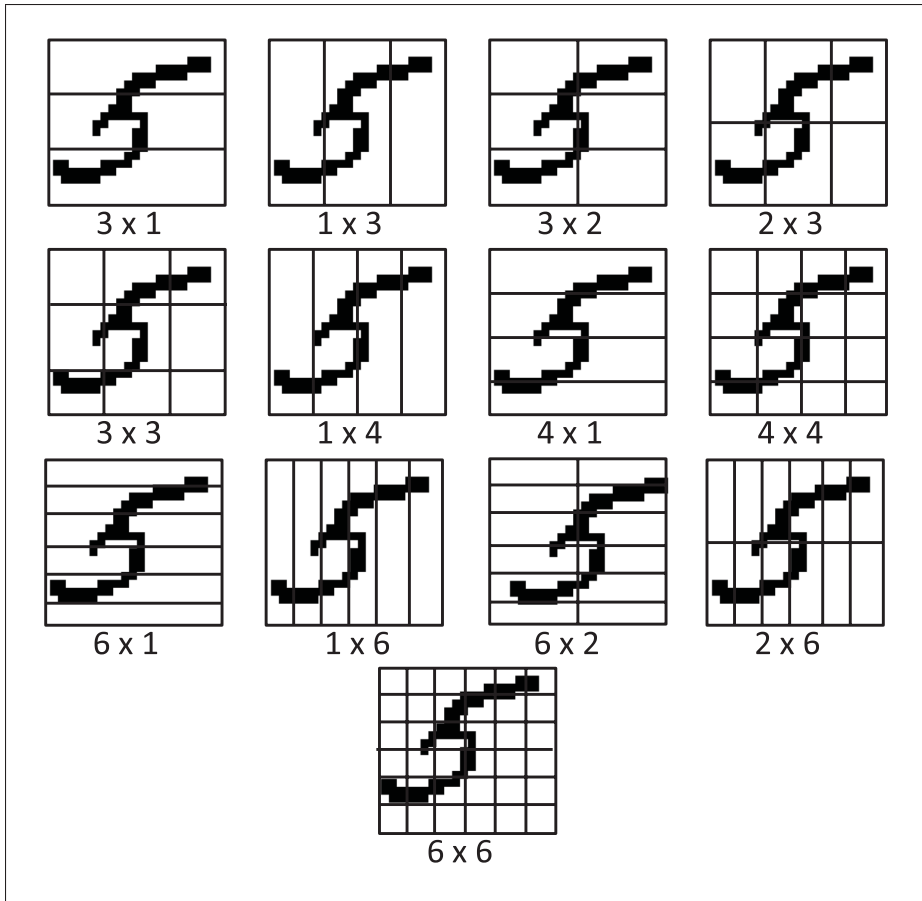 3 x 1 1 x 3 3 x 2 2 x 3
3 x 3 1 x 4 4 x 1 4 x 4
6 x 1 1 x 6 6 x 2 2 x 6
6 x 6